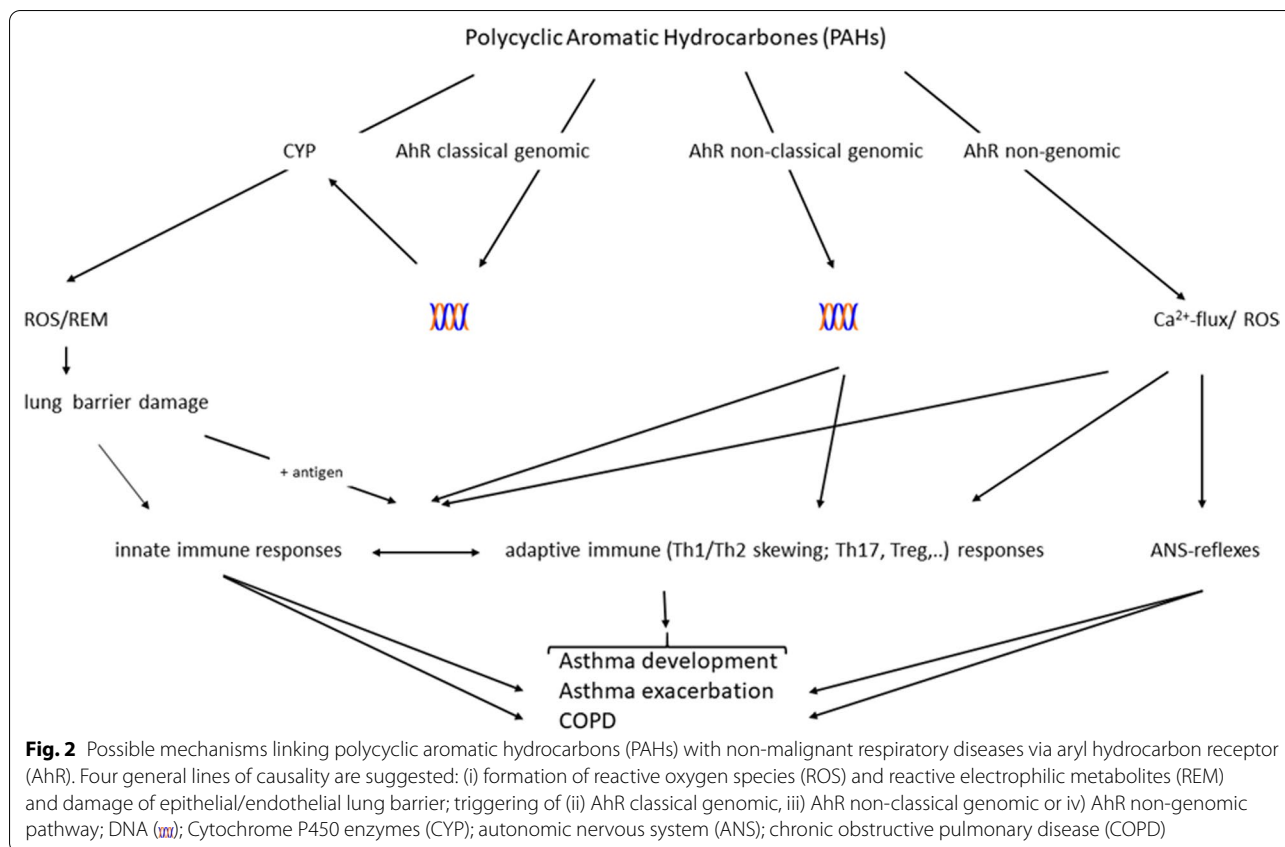 Polycyclic Aromatic Hydrocarbones (PAHs)
CYP
AhR classical genomic
AhR non-classical genomic
AhR non-genomic
ROS/REM
Ca²⁺-flux/ ROS
lung barrier damage
+ antigen
innate immune responses
adaptive immune (Th1/Th2 skewing; Th17, Treg,..) responses
ANS-reflexes
Asthma development
Asthma exacerbation
COPD
Fig. 2 Possible mechanisms linking polycyclic aromatic hydrocarbons (PAHs) with non-malignant respiratory diseases via aryl hydrocarbon receptor
(AhR). Four general lines of causality are suggested: (i) formation of reactive oxygen species (ROS) and reactive electrophilic metabolites (REM)
and damage of epithelial/endothelial lung barrier; triggering of (ii) AhR classical genomic, iii) AhR non-classical genomic or iv) AhR non-genomic
pathway; DNA ( ); Cytochrome P450 enzymes (CYP); autonomic nervous system (ANS); chronic obstructive pulmonary disease (COPD)